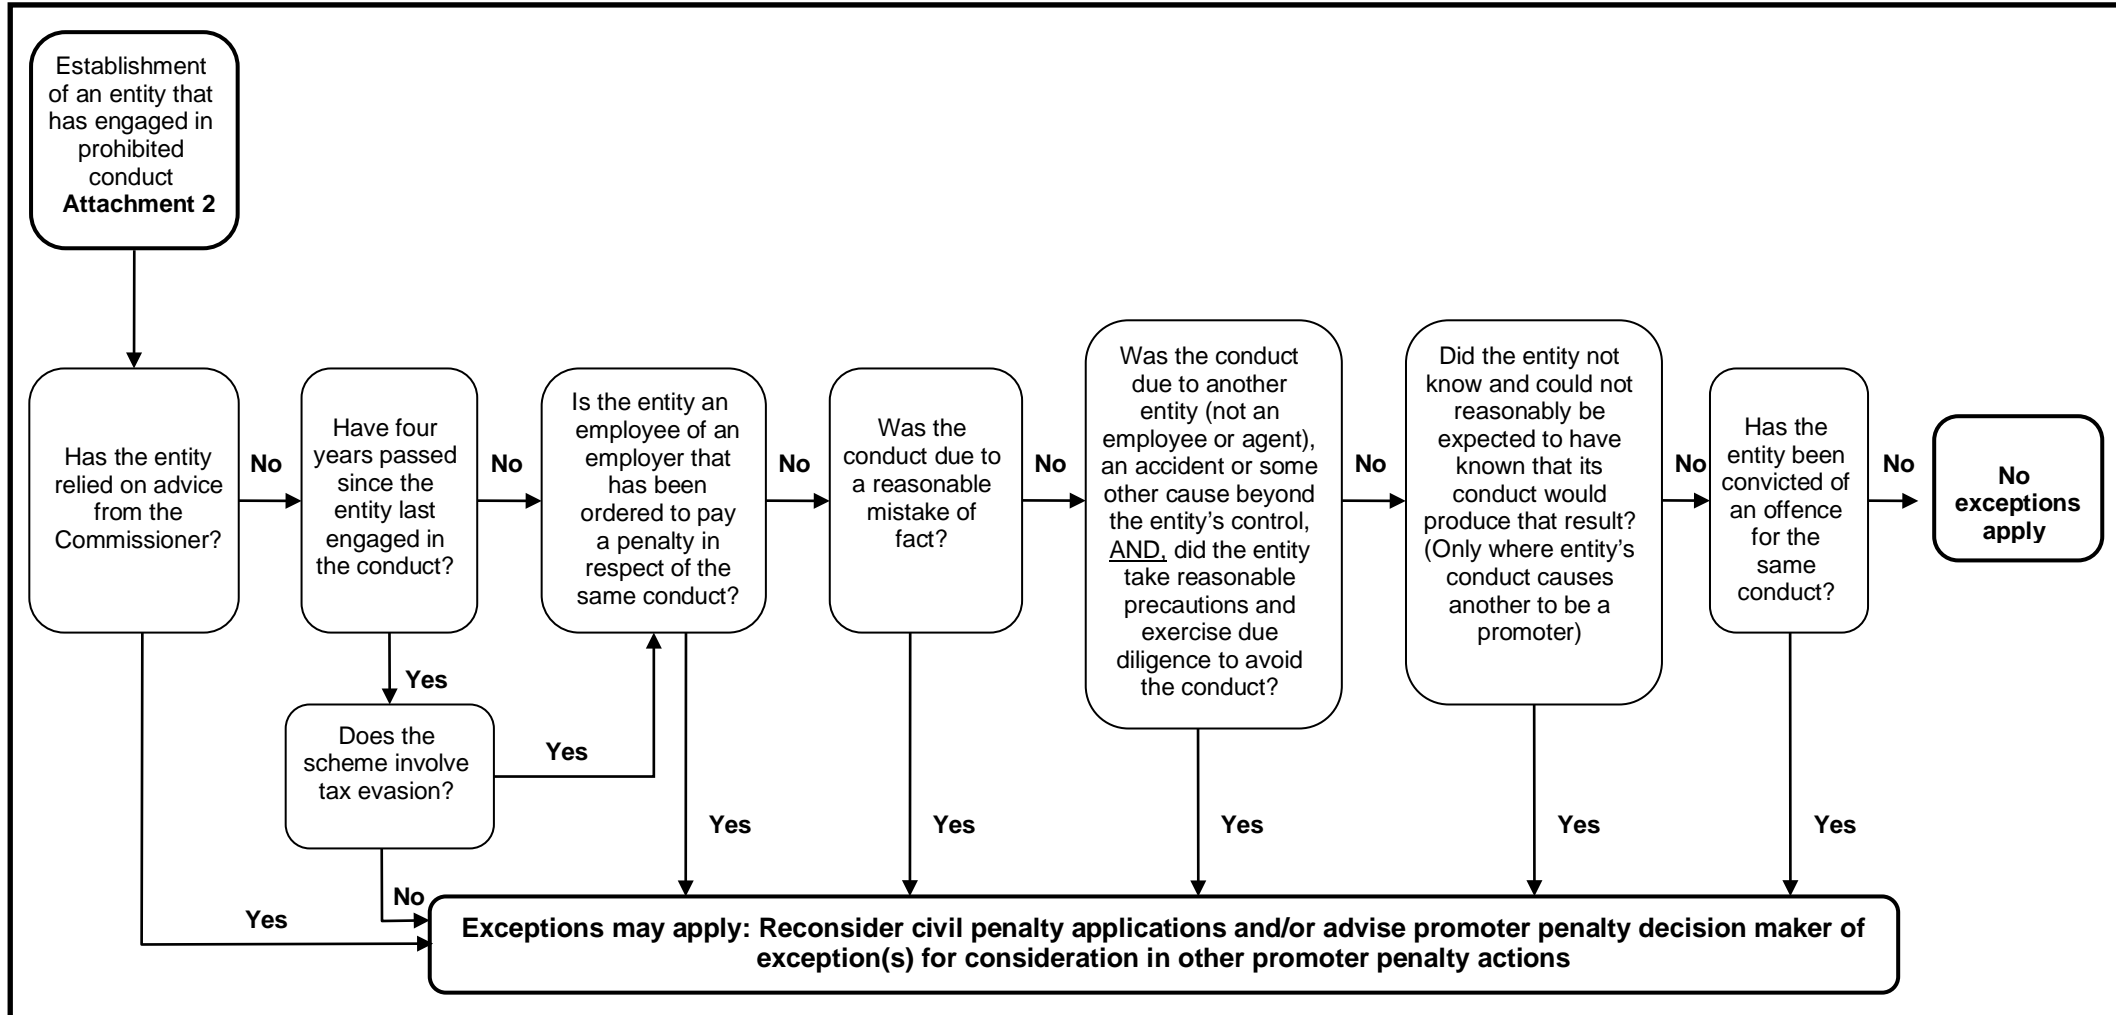 Establishment
of an entity that
has engaged in
prohibited
conduct
Attachment 2
Has the entity
relied on advice
from the
Commissioner?
No
Have four
years passed
since the
entity last
engaged in
the conduct?
No
Is the entity an
employee of an
employer that
has been
ordered to pay
a penalty in
respect of the
same conduct?
No
Was the
conduct due to
a reasonable
mistake of
fact?
No
Was the conduct
due to another
entity (not an
employee or agent),
an accident or some
other cause beyond
the entity’s control,
AND, did the entity
take reasonable
precautions and
exercise due
diligence to avoid
the conduct?
No
Did the entity not
know and could not
reasonably be
expected to have
known that its
conduct would
produce that result?
(Only where entity’s
conduct causes
another to be a
promoter)
No
Has the
entity been
convicted of
an offence
for the
same
conduct?
No
No
exceptions
apply
Yes
Does the
scheme involve
tax evasion?
Yes
Yes
Yes
Yes
Yes
Yes
No
Yes
Exceptions may apply: Reconsider civil penalty applications and/or advise promoter penalty decision maker of
exception(s) for consideration in other promoter penalty actions